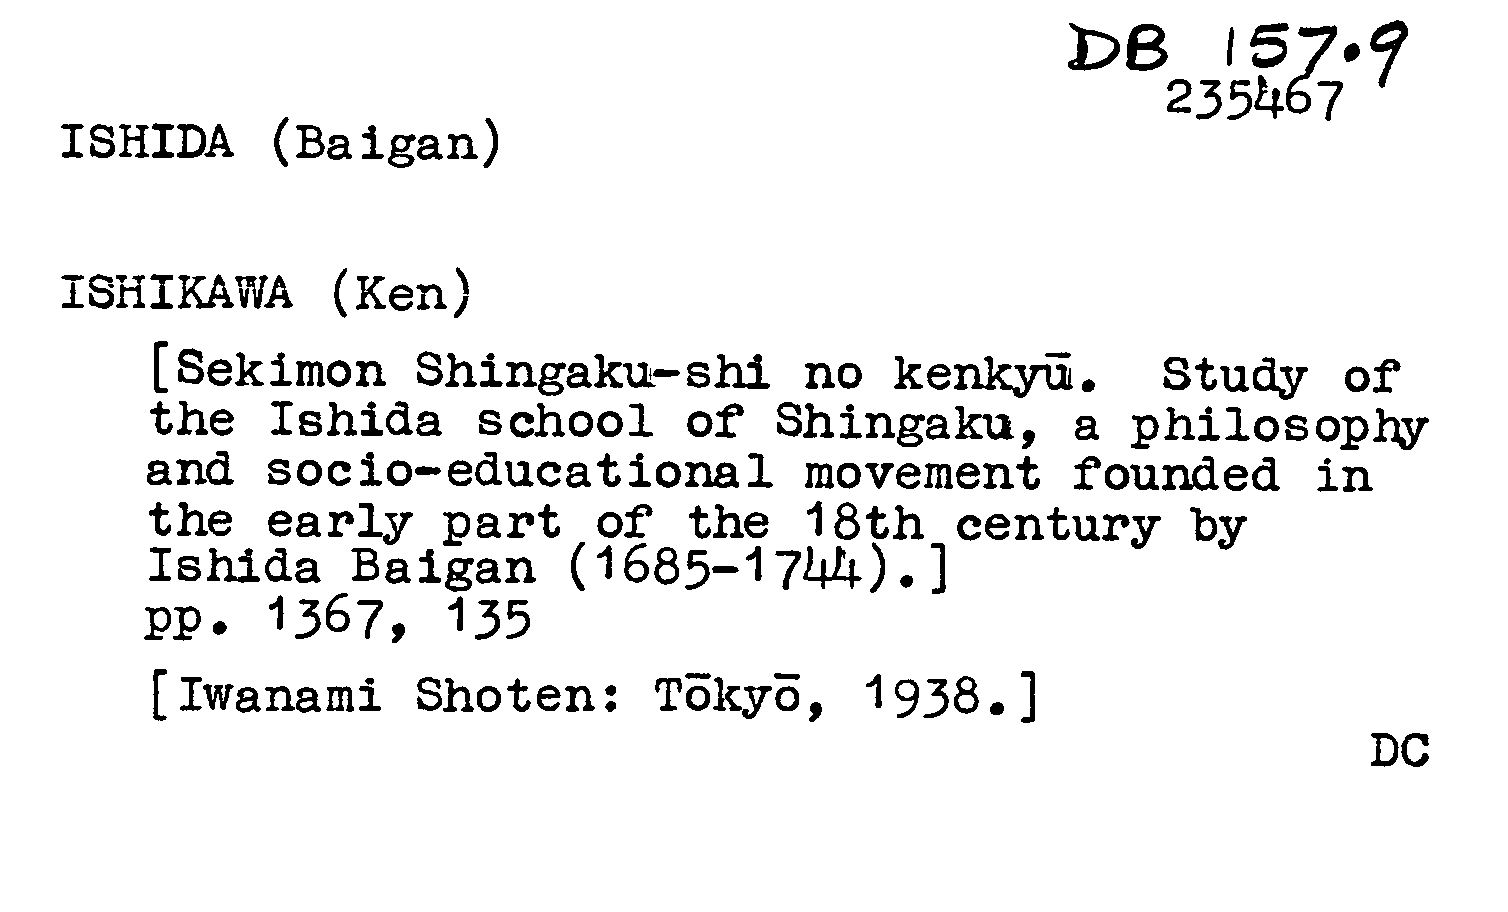 DB 157.9
235467
ISHIDA (Baigan)
ISHIKAWA (Ken)
[Sekimon Shingaku-shi no kenkyū. Study of
the Ishida school of Shingaku, a philosophy
and socio-educational movement founded in
the early part of the 18th century by
Ishida Baigan (1685-1744).]
pp. 1367, 135
[Iwanami Shoten: Tōkyō, 1938.]
DC